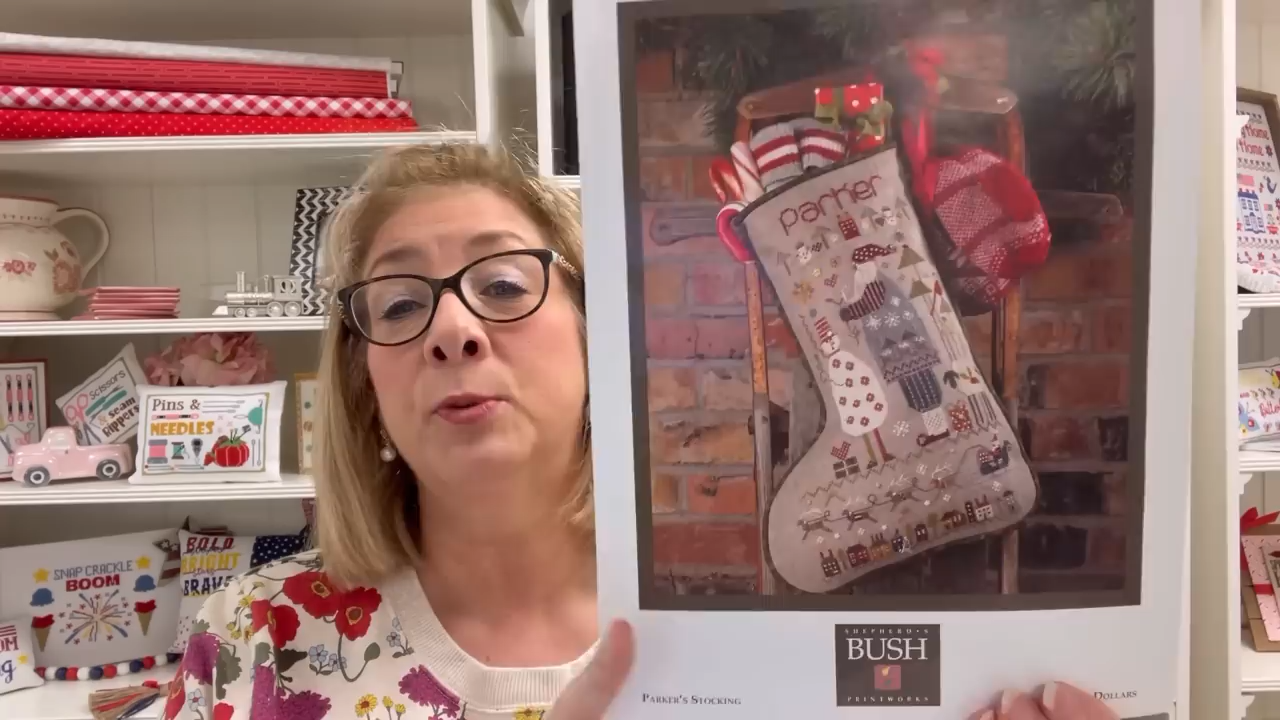 parker
SHEPHERD'S
BUSH
PRINTWORKS
PARKER'S STOCKING
DOLLARS
Pins &
NEEDLES
SCISSORS
SEAM
RIPPERS
SNAP CRACKLE
BOOM
BOLD
BRIGHT
BRAVE
Home
Home